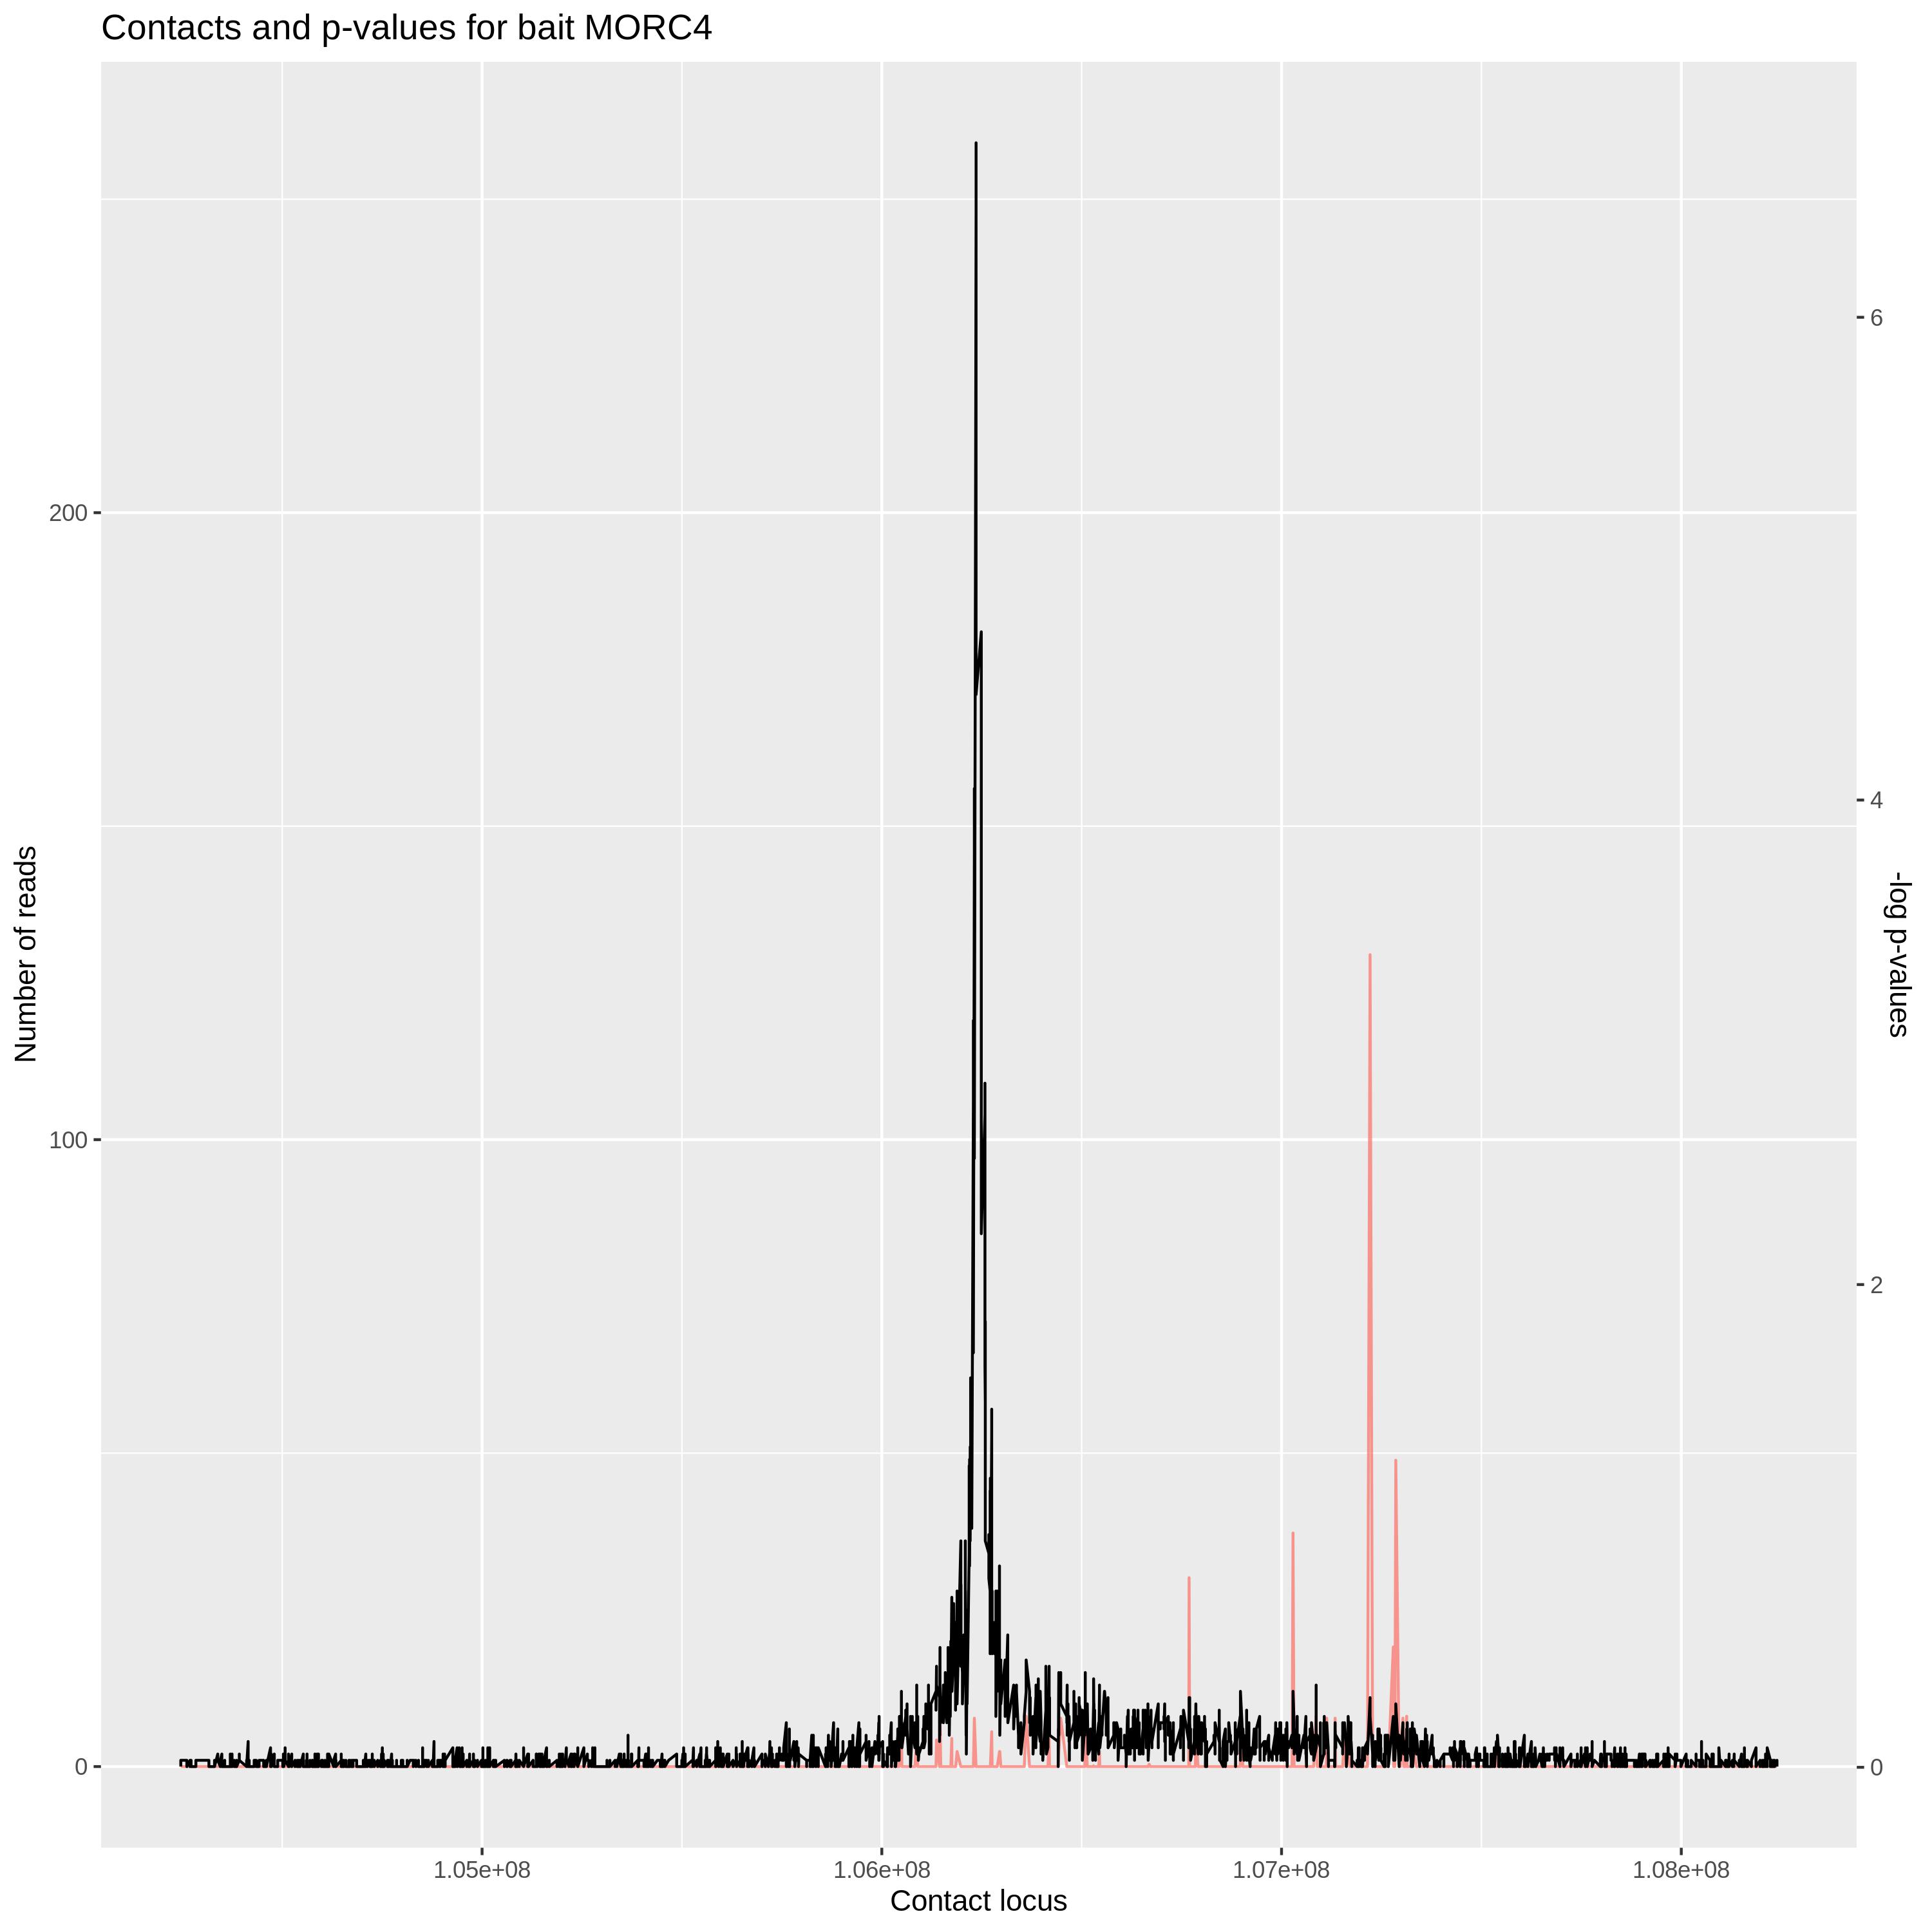 Contacts and p-values for bait MORC4
Number of reads
200
100
0
6
4
2
0
-log p-values
1.05e+08
1.06e+08
1.07e+08
1.08e+08
Contact locus